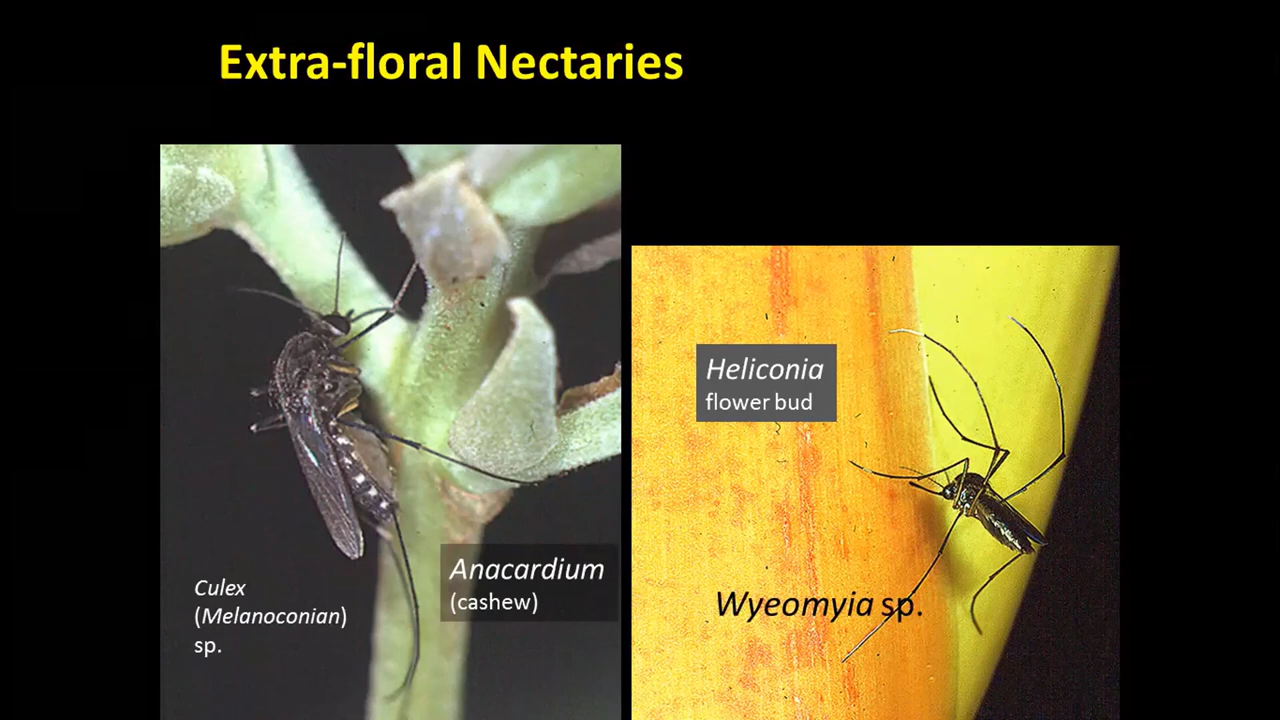 Extra-floral Nectaries
Culex
(Melanoconian)
sp.
Anacardium
(cashew)
Heliconia
flower bud
Wyeomyia sp.